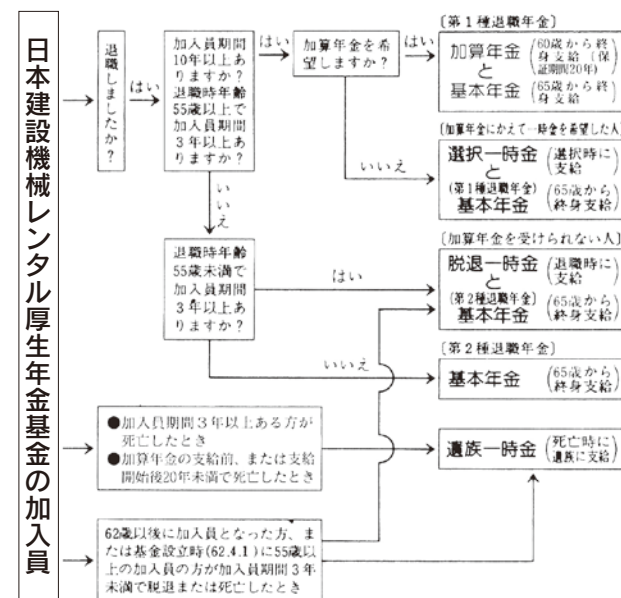 日本建設機械レンタル厚生年金基金の加入員
退職しましたか？
はい
加入員期間
10年以上あ
りますか？
退職時年齢
55歳以上で
加入員期間
３年以上あ
りますか？
はい
加算年金を希
望しますか？
はい
〔第１種退職年金〕
加算年金
(60歳から終
身支給（保
証期間20年)
と
基本年金
(65歳から終
身支給)
いいえ
〔加算年金にかえて一時金を希望した人〕
選択一時金
(選択時に
支給)
と
(第１種退職年金)
基本年金
(65歳から
終身支給)
いいえ
退職時年齢
55歳未満で
加入員期間
３年以上あ
りますか？
はい
〔加算年金を受けられない人〕
脱退一時金
(退職時に
支給)
と
(第２種退職年金)
基本年金
(65歳から
終身支給)
いいえ
〔第２種退職年金〕
基本年金
(65歳から
終身支給)
●加入員期間３年以上ある方が
死亡したとき
●加算年金の支給前、または支給
開始後20年未満で死亡したとき
遺族一時金
(死亡時に
遺族に支給)
62歳以後に加入員となった方、ま
たは基金設立時(62.4.1)に55歳以
上の加入員の方が加入員期間３年
未満で脱退または死亡したとき